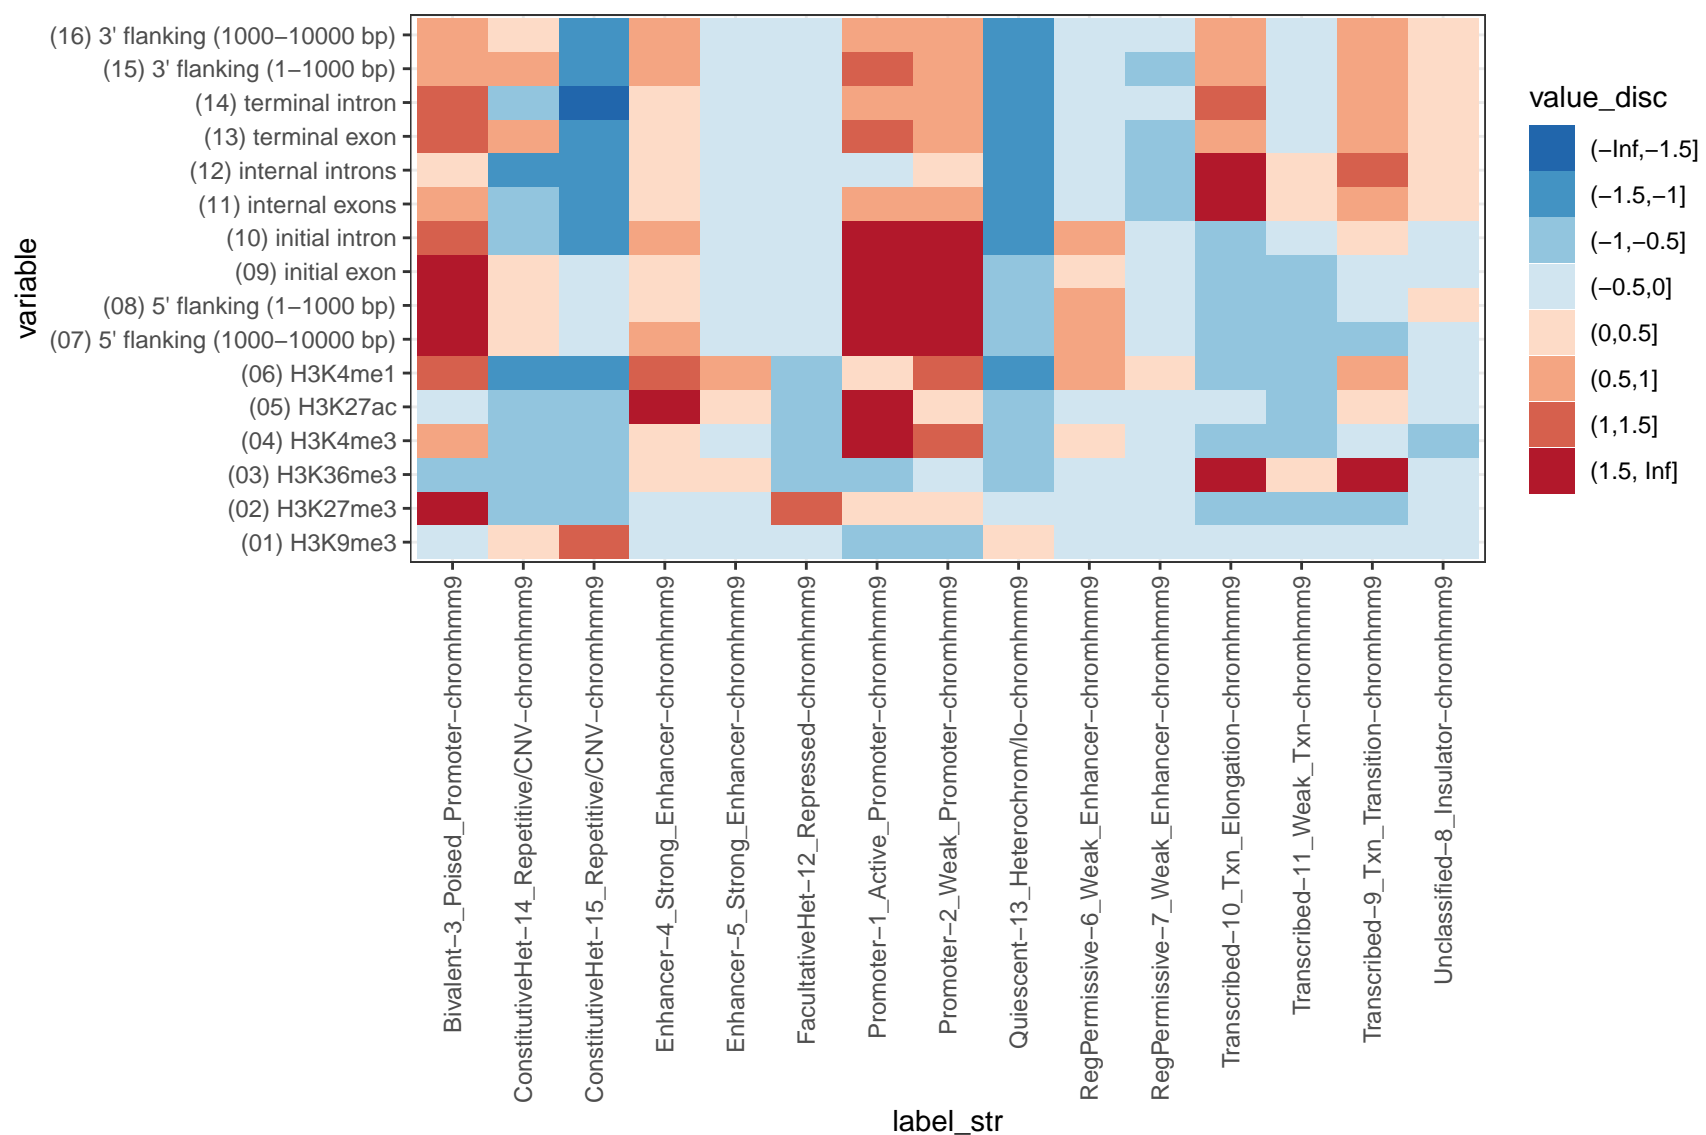 (16) 3' flanking (1000−10000 bp)
(15) 3' flanking (1−1000 bp)
(14) terminal intron
(13) terminal exon
(12) internal introns
(11) internal exons
(10) initial intron
(09) initial exon
(08) 5' flanking (1−1000 bp)
(07) 5' flanking (1000−10000 bp)
(06) H3K4me1
(05) H3K27ac
(04) H3K4me3
(03) H3K36me3
(02) H3K27me3
(01) H3K9me3
variable
Bivalent−3_Poised_Promoter−chromhmm9
ConstitutiveHet−14_Repetitive/CNV−chromhmm9
ConstitutiveHet−15_Repetitive/CNV−chromhmm9
Enhancer−4_Strong_Enhancer−chromhmm9
Enhancer−5_Strong_Enhancer−chromhmm9
FacultativeHet−12_Repressed−chromhmm9
Promoter−1_Active_Promoter−chromhmm9
Promoter−2_Weak_Promoter−chromhmm9
Quiescent−13_Heterochrom/lo−chromhmm9
RegPermissive−6_Weak_Enhancer−chromhmm9
RegPermissive−7_Weak_Enhancer−chromhmm9
Transcribed−10_Txn_Elongation−chromhmm9
Transcribed−11_Weak_Txn−chromhmm9
Transcribed−9_Txn_Transition−chromhmm9
Unclassified−8_Insulator−chromhmm9
label_str
value_disc
(−Inf,−1.5]
(−1.5,−1]
(−1,−0.5]
(−0.5,0]
(0,0.5]
(0.5,1]
(1,1.5]
(1.5, Inf]